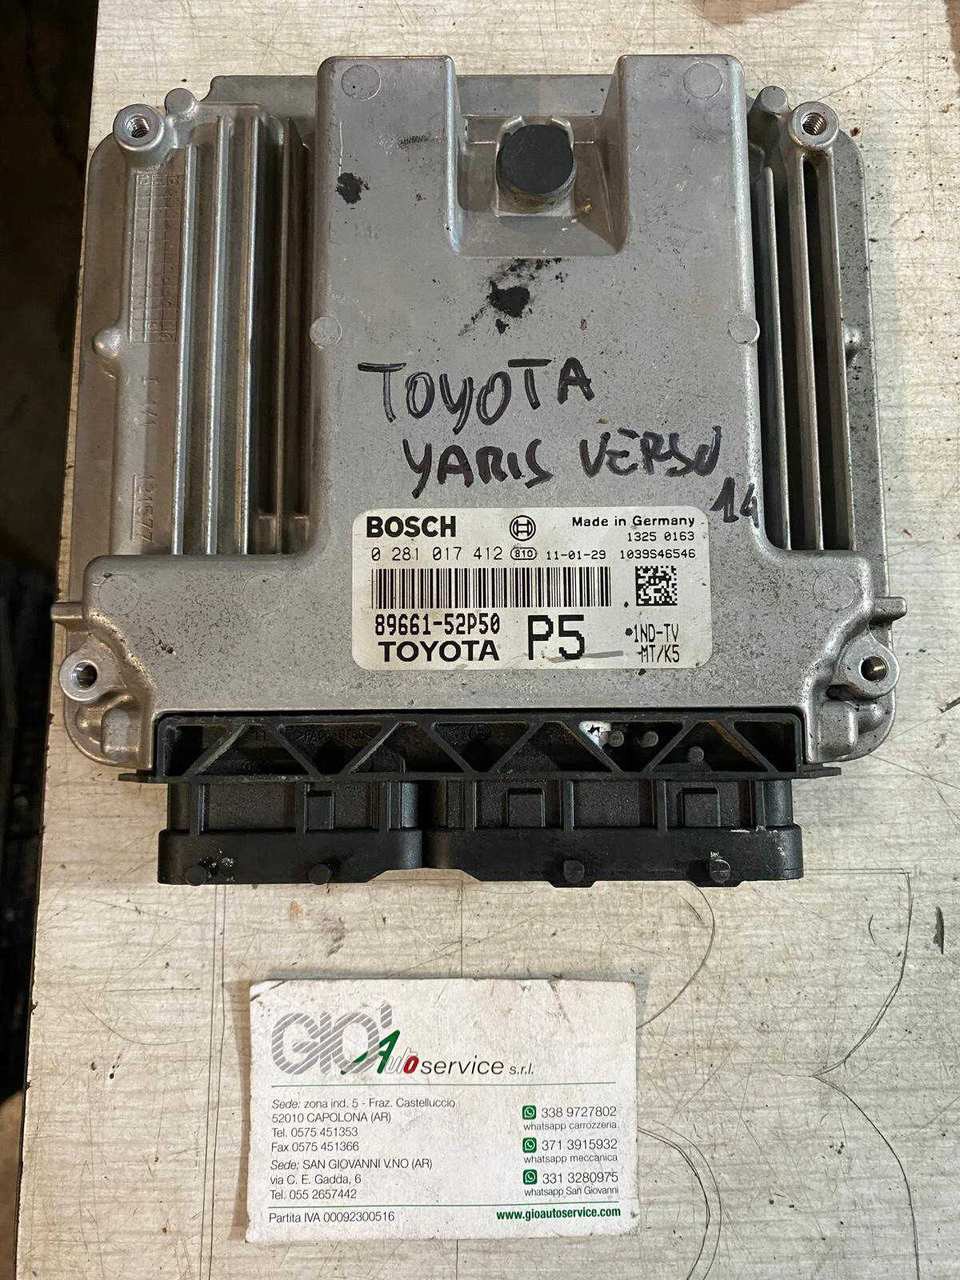 TOYOTA
YARIS VERSO
14
BOSCH Made in Germany
1325 0163
0 281 017 412 810 11-01-29 1039S46546
89661-52P50 P5 1ND-TV
TOYOTA MT/K5
GIO' Auto service s.r.l.
Sede: zona ind. 5 - Fraz. Castelluccio
52010 CAPOLONA (AR)
Tel. 0575 451353
Fax 0575 451366
Sede: SAN GIOVANNI V.NO (AR)
via C. E. Gadda, 6
Tel. 055 2657442
338 9727802
whatsapp carrozzeria
371 3915932
whatsapp meccanica
331 3280975
whatsapp San Giovanni
Partita IVA 00092300516 www.gioautoservice.com